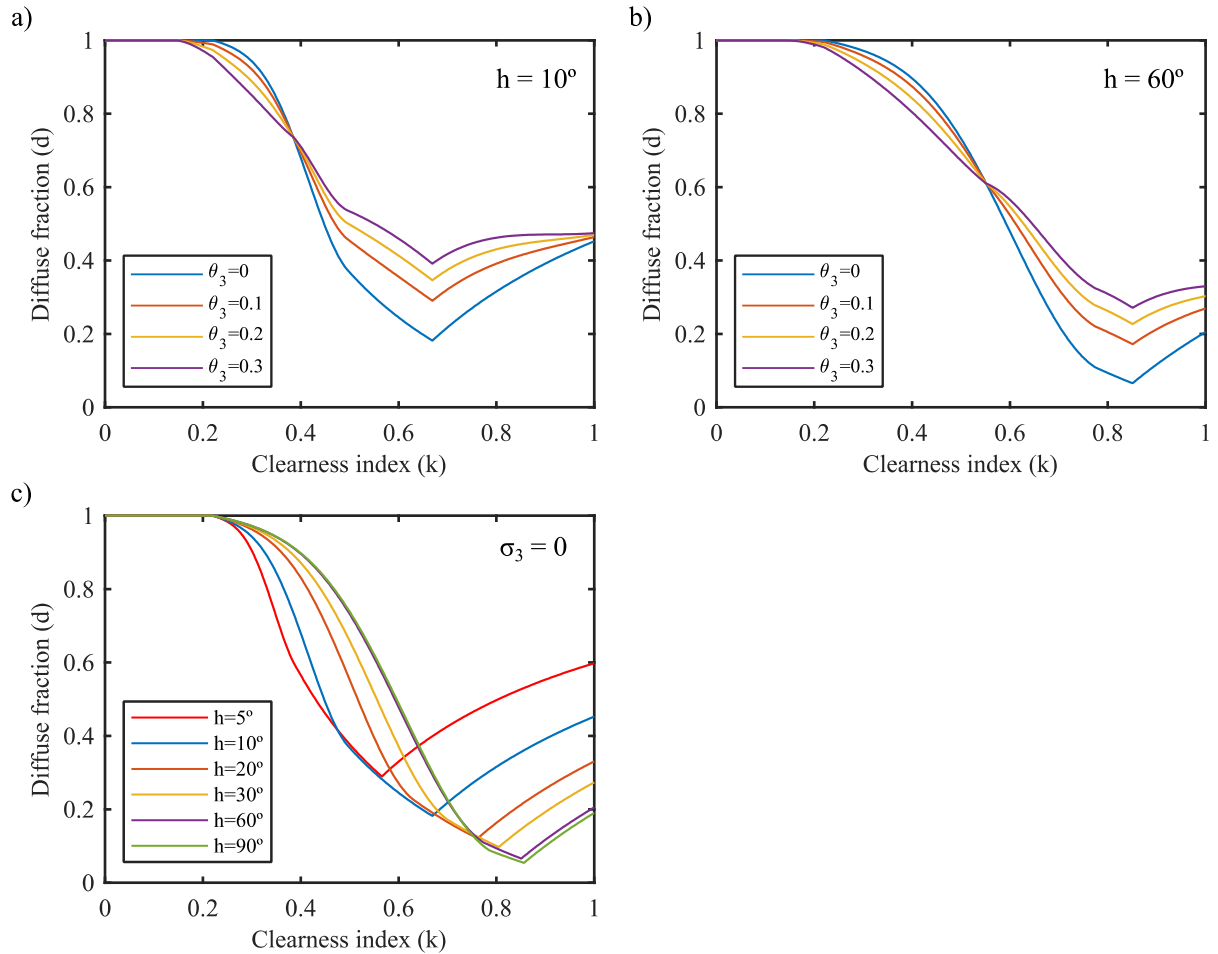 a)
h = 10º
Diffuse fraction (d)
1
0.8
0.6
0.4
0.2
0
θ3=0
θ3=0.1
θ3=0.2
θ3=0.3
0 0.2 0.4 0.6 0.8 1
Clearness index (k)
b)
h = 60º
Diffuse fraction (d)
1
0.8
0.6
0.4
0.2
0
θ3=0
θ3=0.1
θ3=0.2
θ3=0.3
0 0.2 0.4 0.6 0.8 1
Clearness index (k)
c)
σ3 = 0
Diffuse fraction (d)
1
0.8
0.6
0.4
0.2
0
h=5º
h=10º
h=20º
h=30º
h=60º
h=90º
0 0.2 0.4 0.6 0.8 1
Clearness index (k)